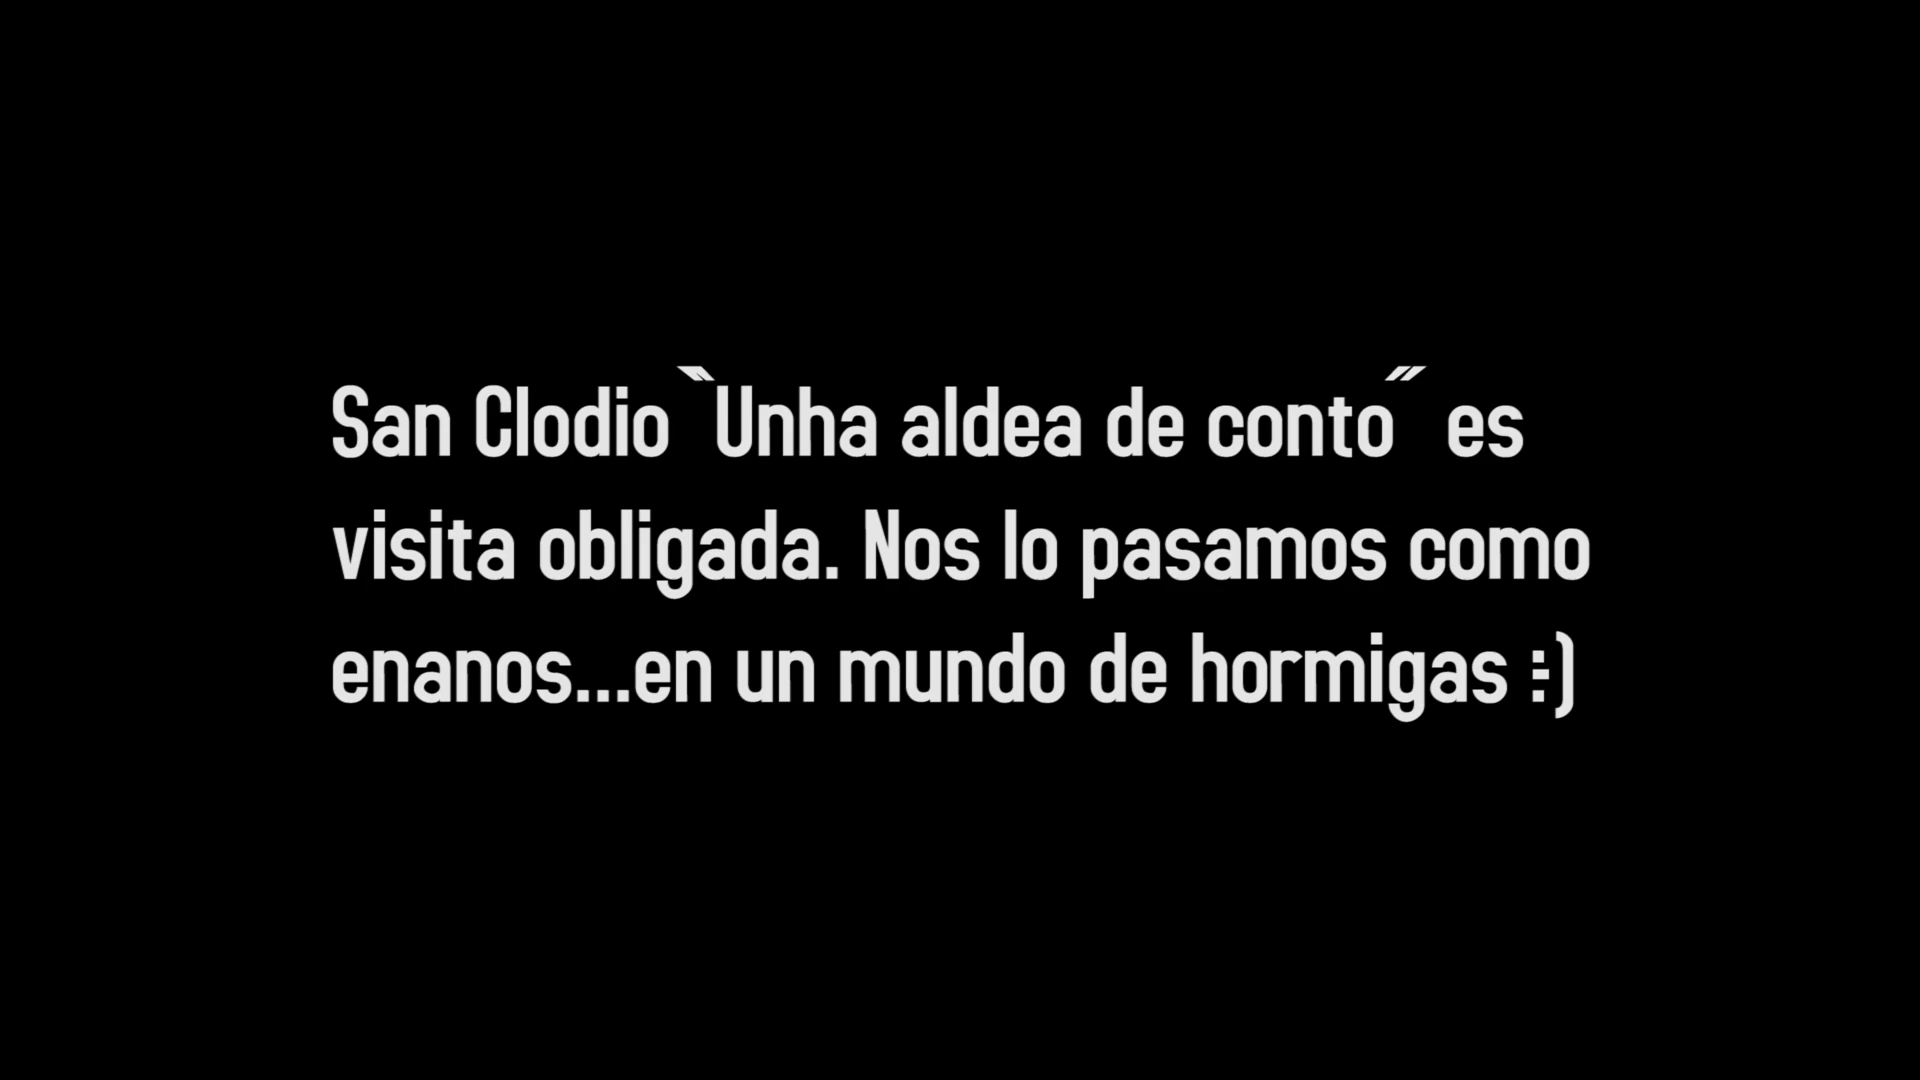 San Clodio ``Unha aldea de conto´´ es
visita obligada. Nos lo pasamos como
enanos...en un mundo de hormigas :)